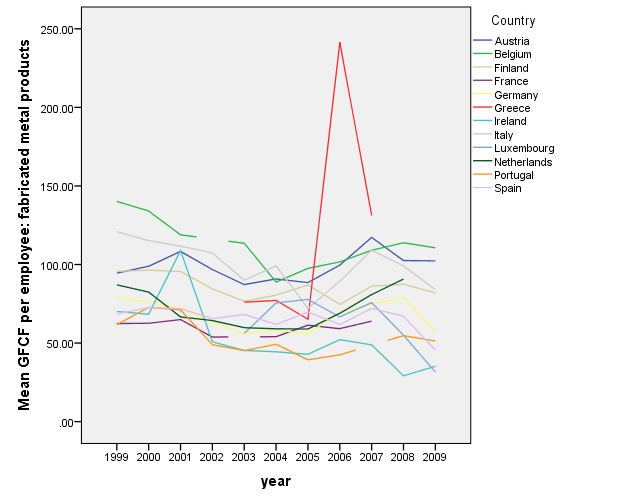 Country
Austria
Belgium
Finland
France
Germany
Greece
Ireland
Italy
Luxembourg
Netherlands
Portugal
Spain
Mean GFCF per employee: fabricated metal products
250.00
200.00
150.00
100.00
50.00
.00
1999 2000 2001 2002 2003 2004 2005 2006 2007 2008 2009
year